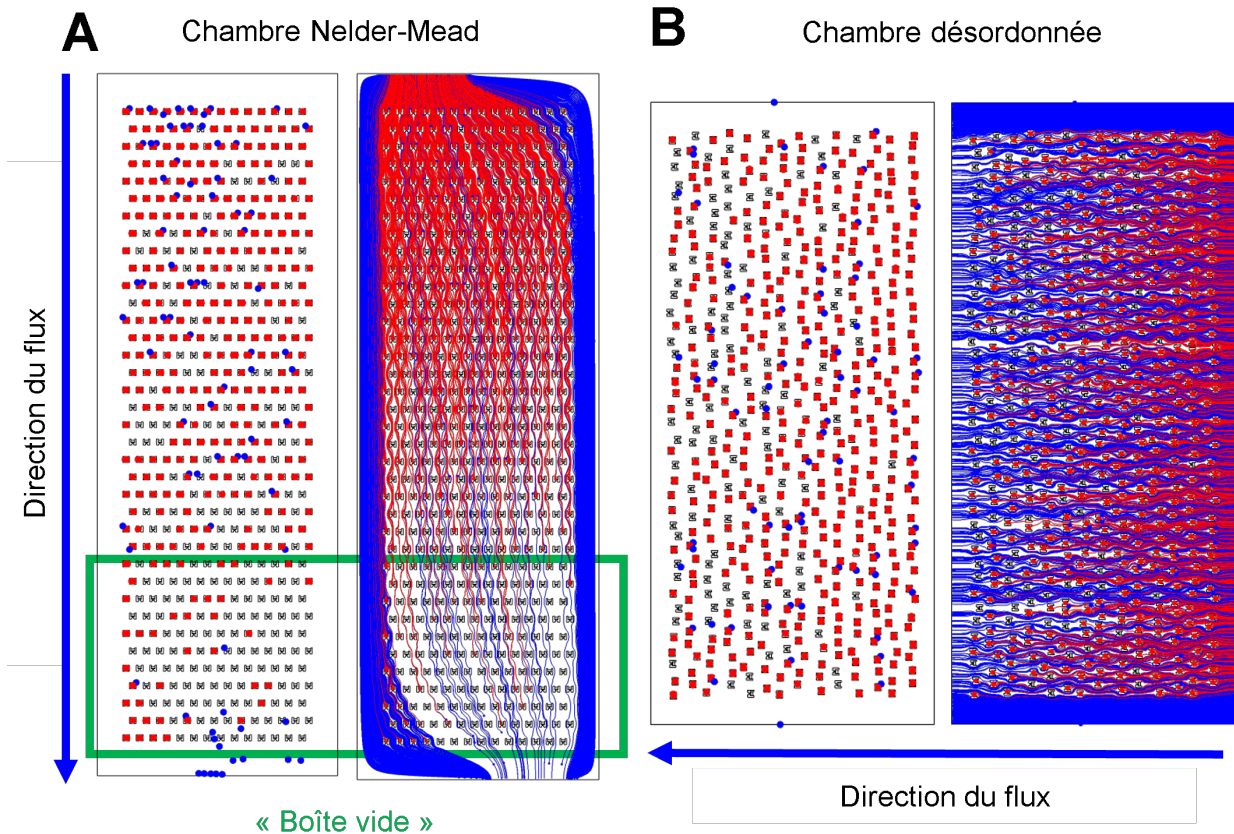 A
Chambre Nelder-Mead
B
Chambre désordonnée
Direction du flux
« Boîte vide »
Direction du flux